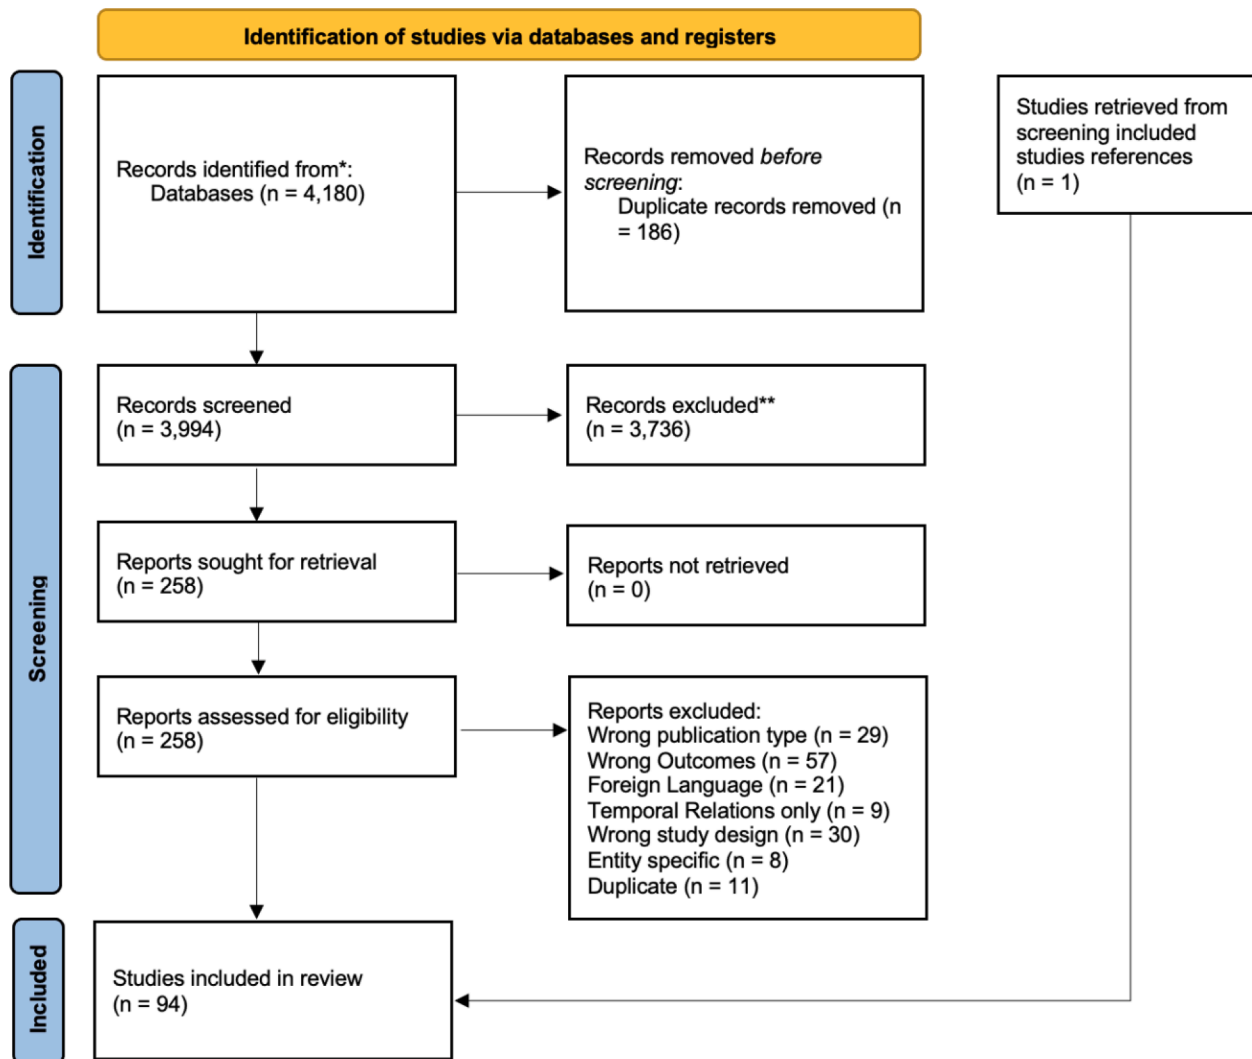 Identification of studies via databases and registers
Identification
Records identified from*:
Databases (n = 4,180)
Records removed before
screening:
Duplicate records removed (n
= 186)
Studies retrieved from
screening included
studies references
(n = 1)
Screening
Records screened
(n = 3,994)
Records excluded**
(n = 3,736)
Reports sought for retrieval
(n = 258)
Reports not retrieved
(n = 0)
Reports assessed for eligibility
(n = 258)
Reports excluded:
Wrong publication type (n = 29)
Wrong Outcomes (n = 57)
Foreign Language (n = 21)
Temporal Relations only (n = 9)
Wrong study design (n = 30)
Entity specific (n = 8)
Duplicate (n = 11)
Included
Studies included in review
(n = 94)